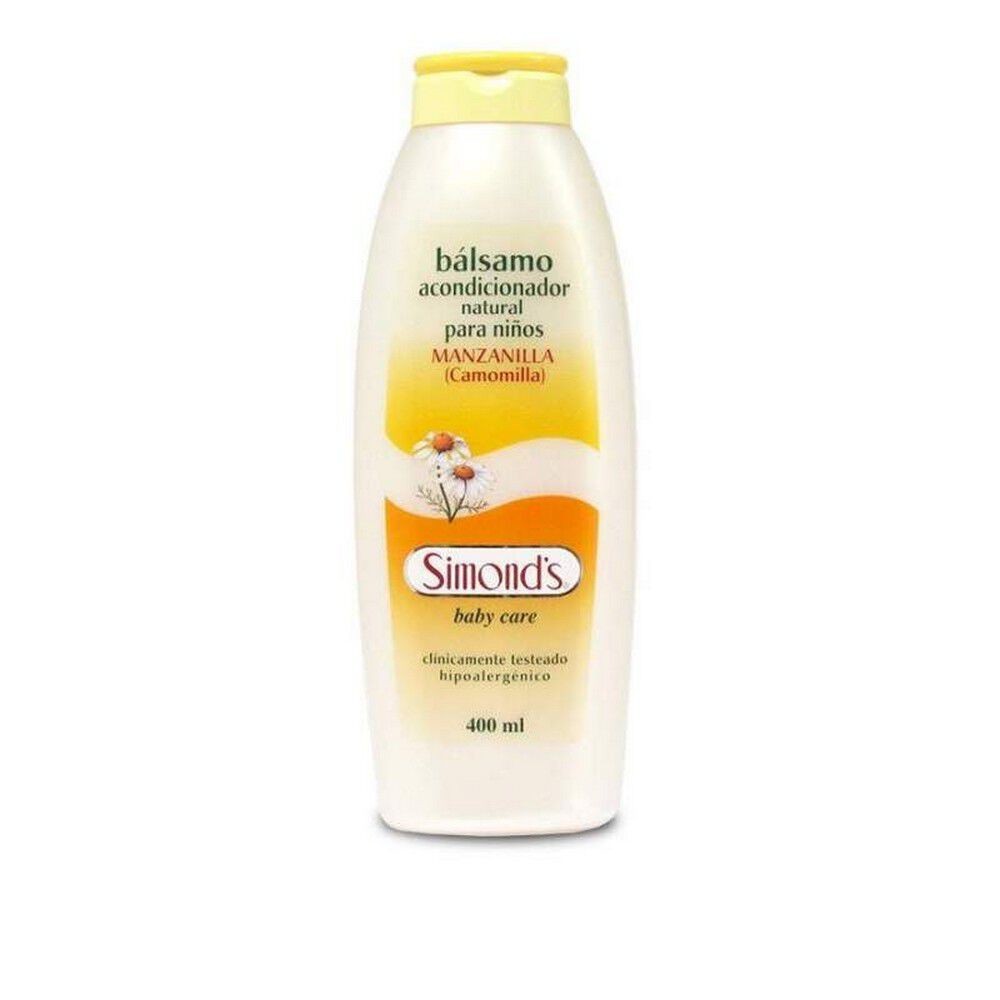 bálsamo
acondicionador
natural
para niños
MANZANILLA
(Camomilla)
Simond's
baby care
clínicamente testeado
hipoalergénico
400 ml